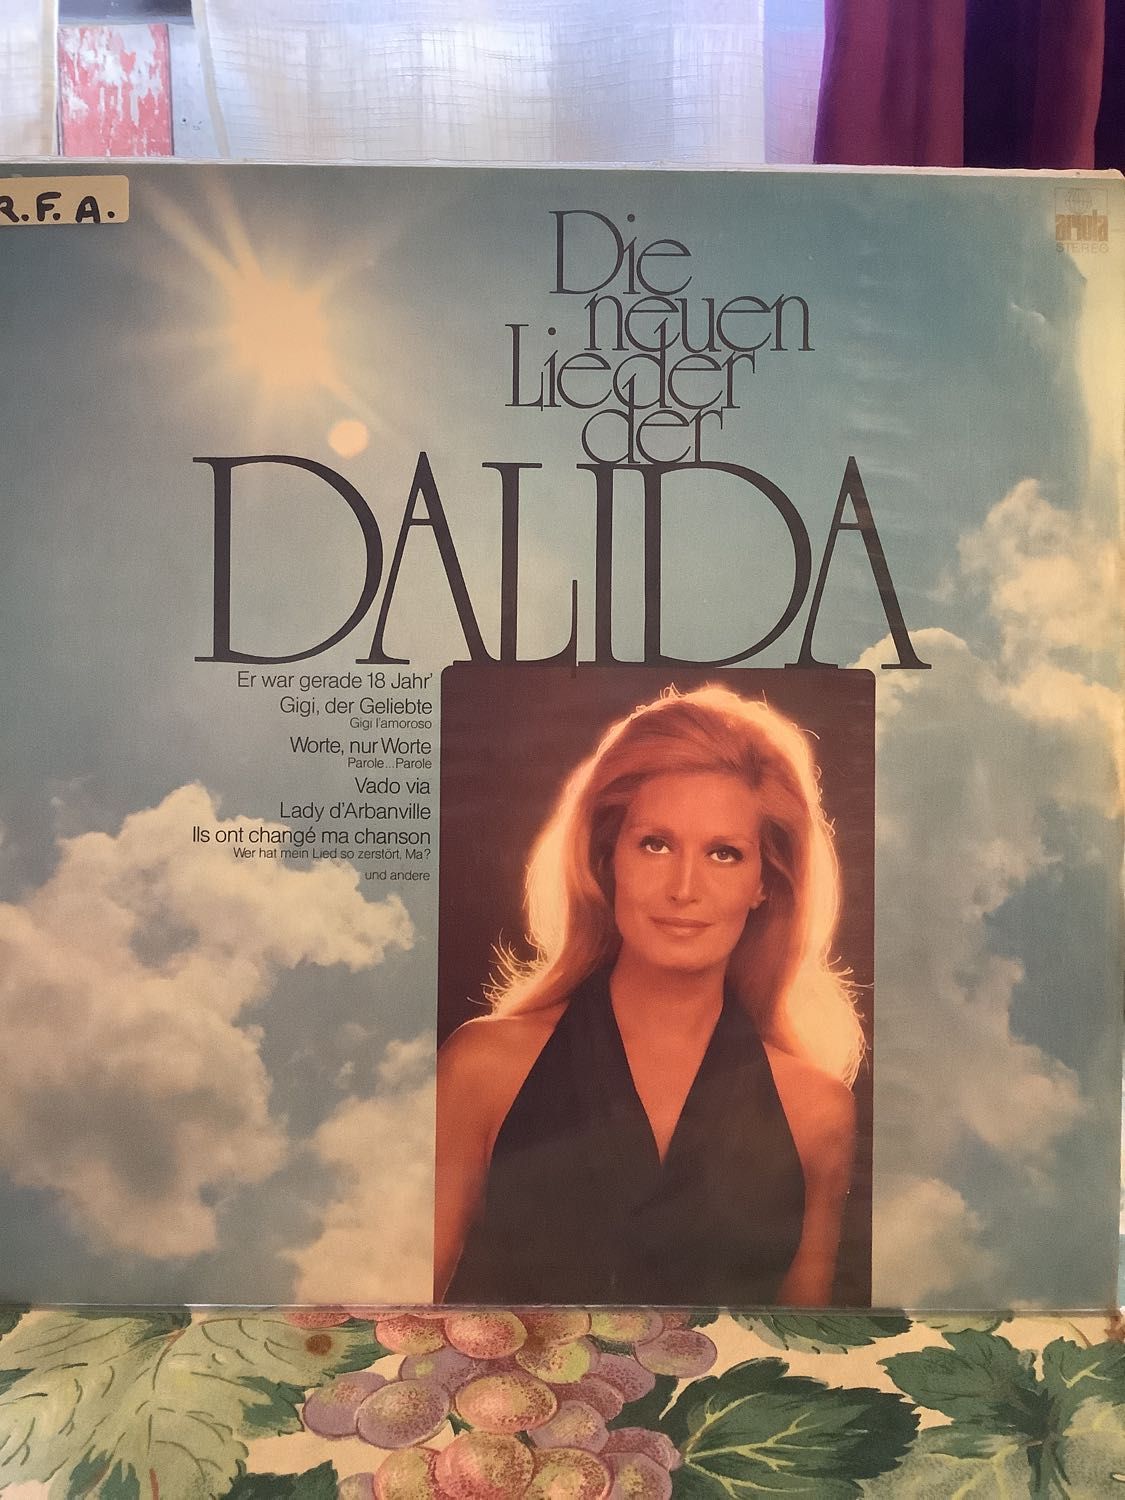 R.F.A.
ariola
STEREO
Die
neuen
Lieder
der
DALIDA
Er war gerade 18 Jahr'
Gigi, der Geliebte
Gigi l'amoroso
Worte, nur Worte
Parole...Parole
Vado via
Lady d'Arbanville
Ils ont changé ma chanson
Wer hat mein Lied so zerstört, Ma?
und andere